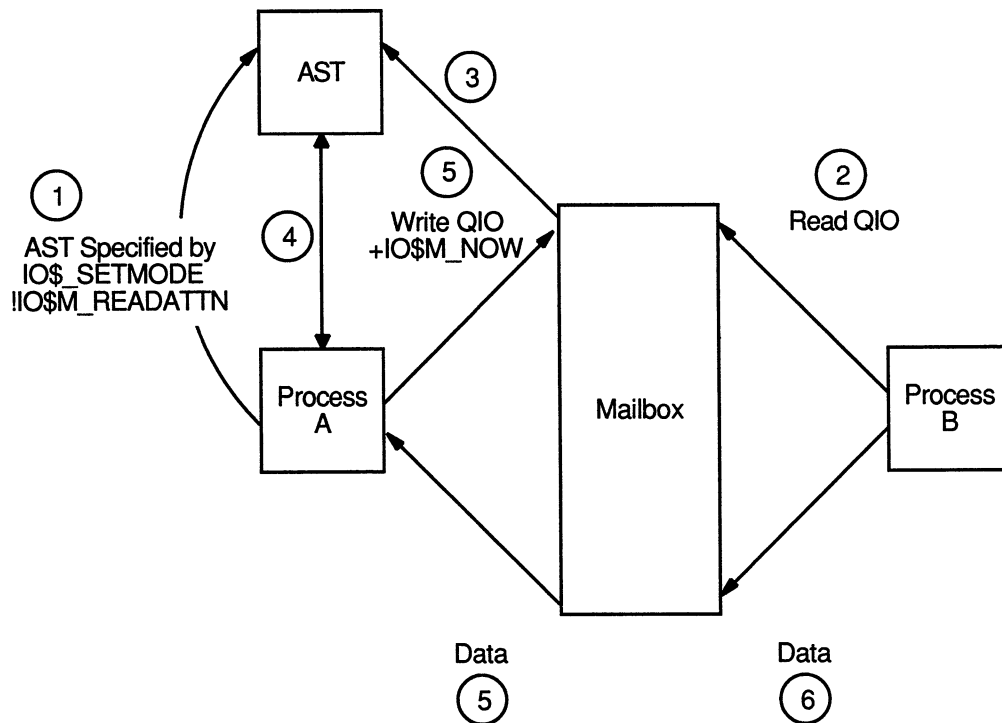 AST
3
1
AST Specified by
IO$_SETMODE
!IO$M_READATTN
4
5
Write QIO
+IO$M_NOW
2
Read QIO
Process
A
Mailbox
Process
B
Data
5
Data
6